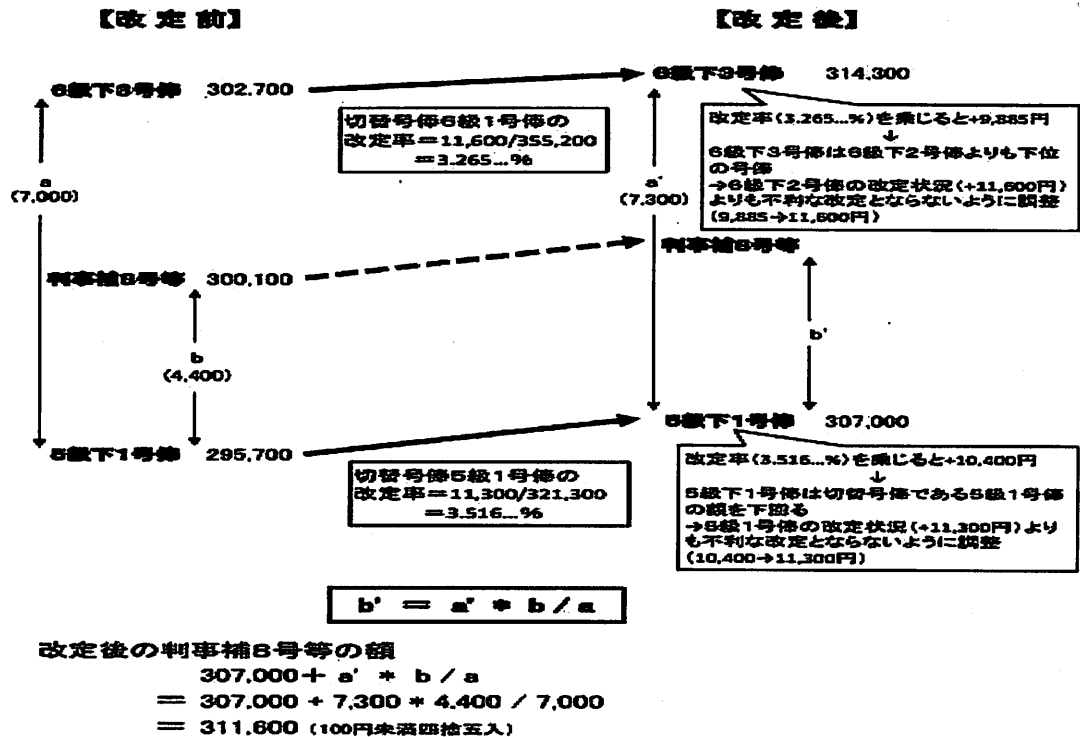 【改 定 前】
【改 定 後】
6級下3号俸 302,700
6級下3号俸 314,300
切替号俸6級1号俸の
改定率＝11,600/355,200
＝3.265...%
改定率(3.265...%)を乗じると+9,885円
↓
6級下3号俸は6級下2号俸よりも下位
の号俸
→6級下2号俸の改定状況(+11,600円)
よりも不利な改定とならないように調整
(9,885→11,600円)
a
(7,000)
a'
(7,300)
判事補8号等 300,100
判事補8号等
b
(4,400)
b'
5級下1号俸 295,700
5級下1号俸 307,000
切替号俸5級1号俸の
改定率＝11,300/321,300
＝3.516...%
改定率(3.516...%)を乗じると+10,400円
↓
5級下1号俸は切替号俸である5級1号俸
の額を下回る
→5級1号俸の改定状況(+11,300円)より
も不利な改定とならないように調整
(10,400→11,300円)
b' ＝ a' * b / a
改定後の判事補8号等の額
307,000＋ a' * b / a
＝ 307,000 + 7,300 * 4,400 / 7,000
＝ 311,600 (100円未満四捨五入)